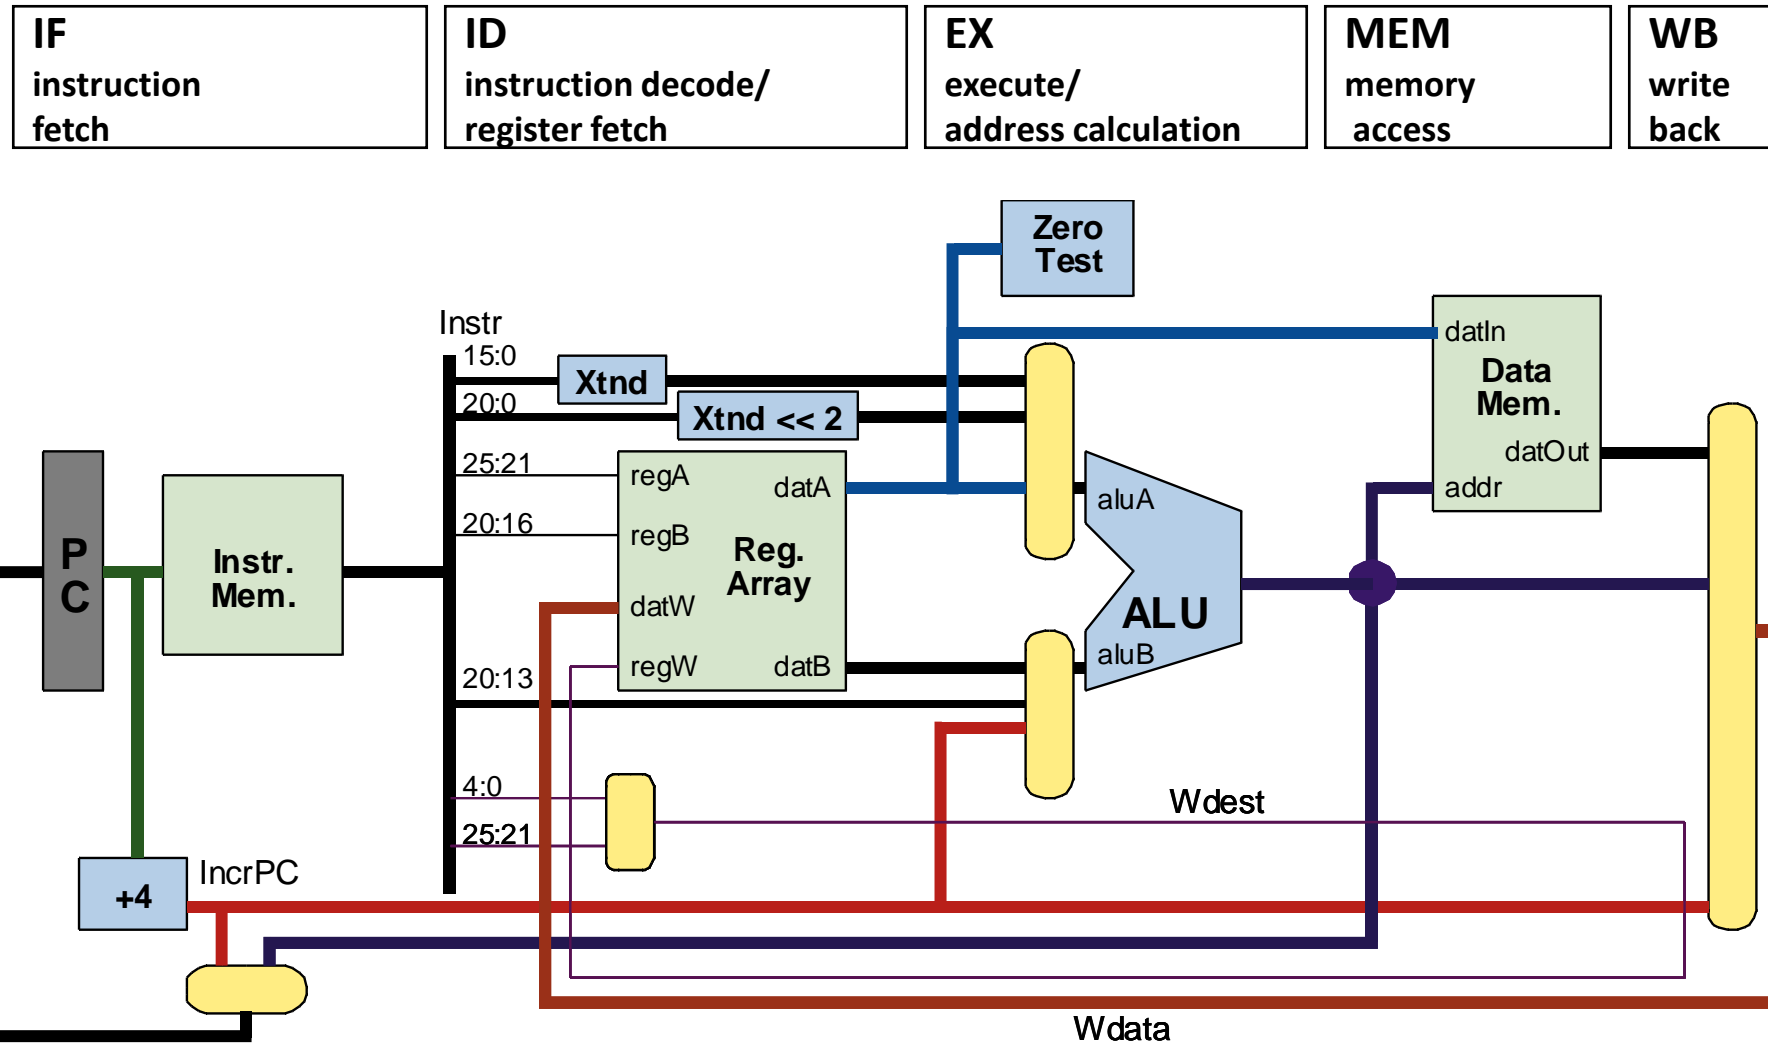 IF
instruction
fetch
ID
instruction decode/
register fetch
EX
execute/
address calculation
MEM
memory
access
WB
write
back
Zero
Test
Instr
15:0
Xtnd
20:0
Xtnd << 2
25:21
regA
datA
20:16
regB
Reg.
Array
datW
regW
datB
20:13
4:0
25:21
P
C
Instr.
Mem.
aluA
ALU
aluB
datIn
Data
Mem.
datOut
addr
Wdest
+4
IncrPC
Wdata